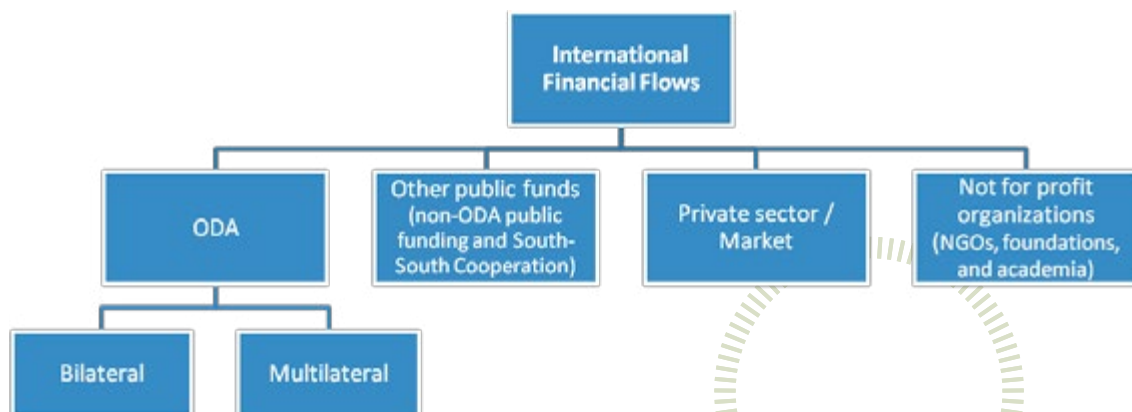 International
Financial Flows
ODA
Other public funds
(non-ODA public
funding and South-
South Cooperation)
Private sector /
Market
Not for profit
organizations
(NGOs, foundations,
and academia)
Bilateral
Multilateral